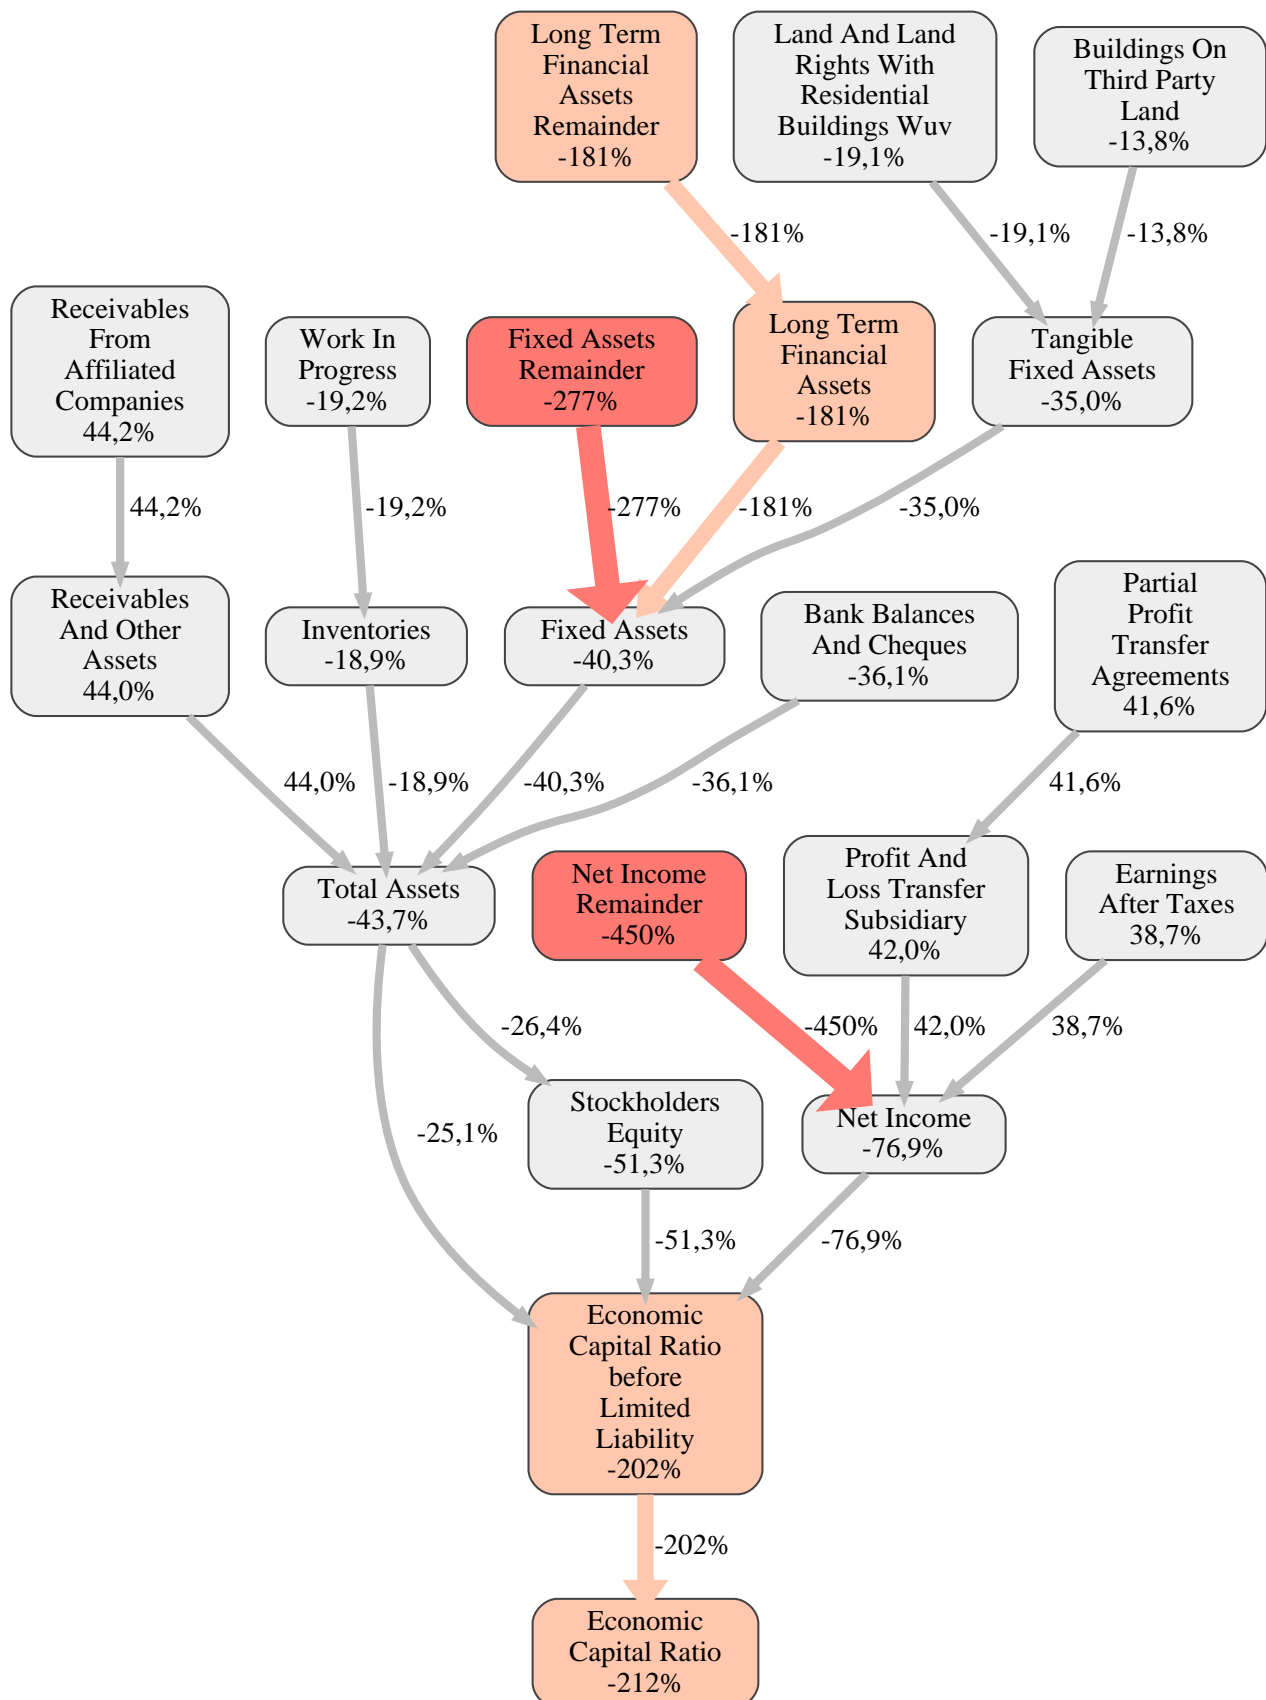 Long Term
Financial
Assets
Remainder
-181%
Land And Land
Rights With
Residential
Buildings Wuv
-19,1%
Buildings On
Third Party
Land
-13,8%
-181%
-19,1%
-13,8%
Receivables
From
Affiliated
Companies
44,2%
Work In
Progress
-19,2%
Fixed Assets
Remainder
-277%
Long Term
Financial
Assets
-181%
Tangible
Fixed Assets
-35,0%
44,2%
-19,2%
-277%
-181%
-35,0%
Receivables
And Other
Assets
44,0%
Inventories
-18,9%
Fixed Assets
-40,3%
Bank Balances
And Cheques
-36,1%
Partial
Profit
Transfer
Agreements
41,6%
44,0%
-18,9%
-40,3%
-36,1%
41,6%
Total Assets
-43,7%
Net Income
Remainder
-450%
Profit And
Loss Transfer
Subsidiary
42,0%
Earnings
After Taxes
38,7%
-26,4%
-450%
42,0%
38,7%
-25,1%
Stockholders
Equity
-51,3%
Net Income
-76,9%
-51,3%
-76,9%
Economic
Capital Ratio
before
Limited
Liability
-202%
-202%
Economic
Capital Ratio
-212%